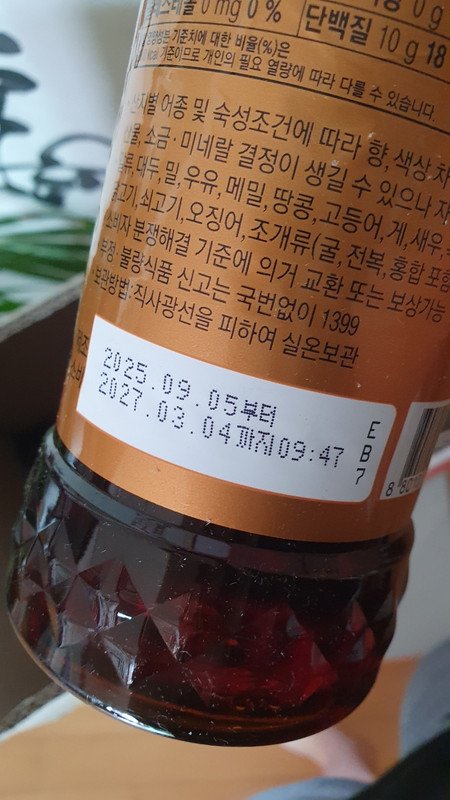 0 mg 0 %
0 g
단백질 10 g 18
기준치에 대한 비율(%)은
기준이므로 개인의 필요 열량에 따라 다를 수 있습니다.
어종 및 숙성조건에 따라 향, 색상 차
소금·미네랄 결정이 생길 수 있으나
대두, 밀, 우유, 메밀, 땅콩, 고등어, 게, 새우,
쇠고기, 오징어, 조개류(굴, 전복, 홍합 포함
분쟁해결 기준에 의거 교환 또는 보상가능
불량식품 신고는 국번없이 1399
보관방법:직사광선을 피하여 실온보관
2025.09.05부터
2027.03.04까지09:47
E
B
7